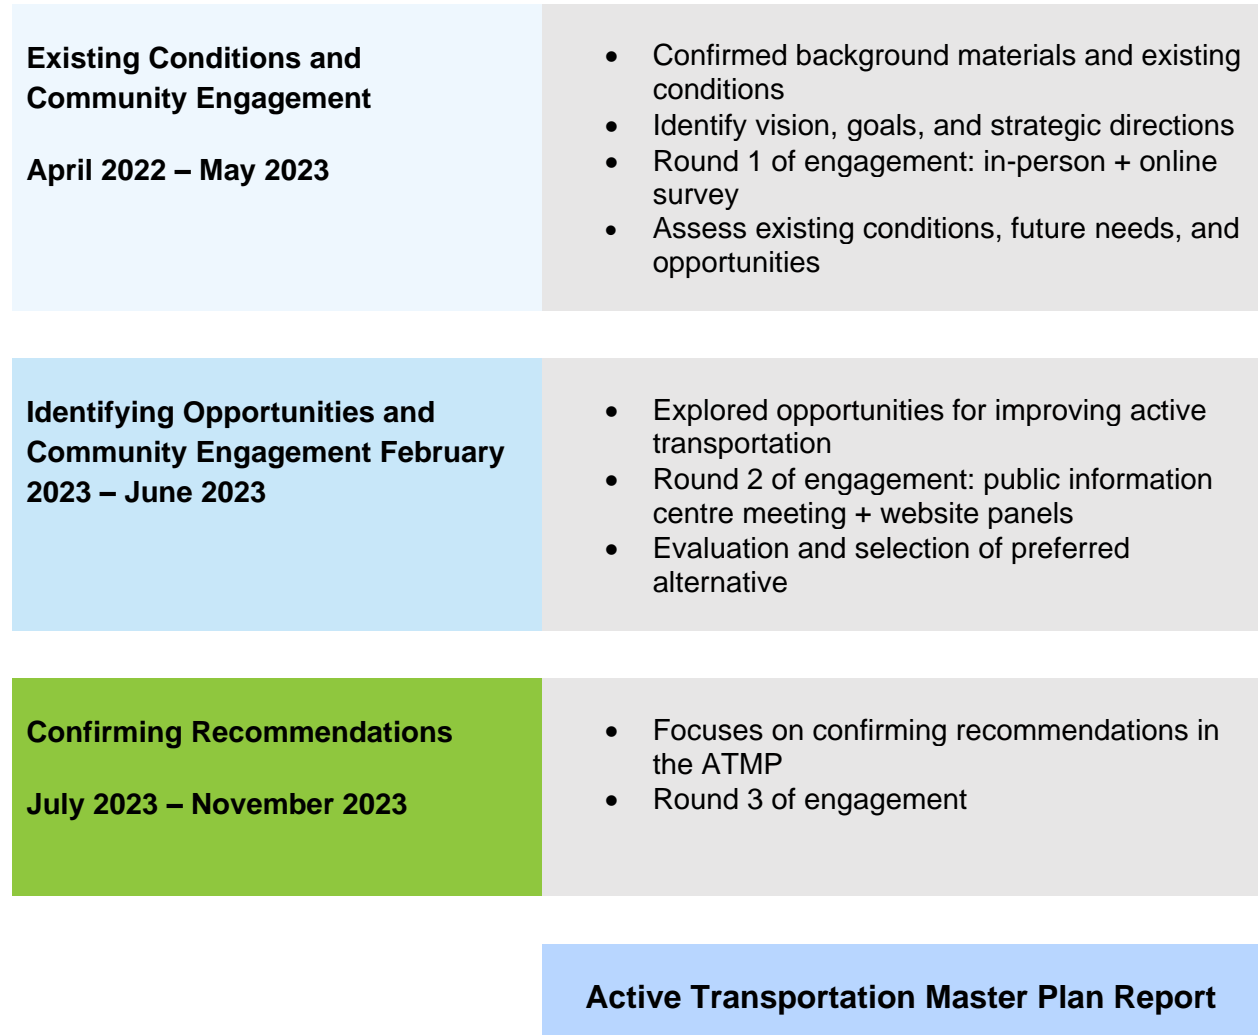 Existing Conditions and
Community Engagement
April 2022 – May 2023
• Confirmed background materials and existing
conditions
• Identify vision, goals, and strategic directions
• Round 1 of engagement: in-person + online
survey
• Assess existing conditions, future needs, and
opportunities
Identifying Opportunities and
Community Engagement February
2023 – June 2023
• Explored opportunities for improving active
transportation
• Round 2 of engagement: public information
centre meeting + website panels
• Evaluation and selection of preferred
alternative
Confirming Recommendations
July 2023 – November 2023
• Focuses on confirming recommendations in
the ATMP
• Round 3 of engagement
Active Transportation Master Plan Report